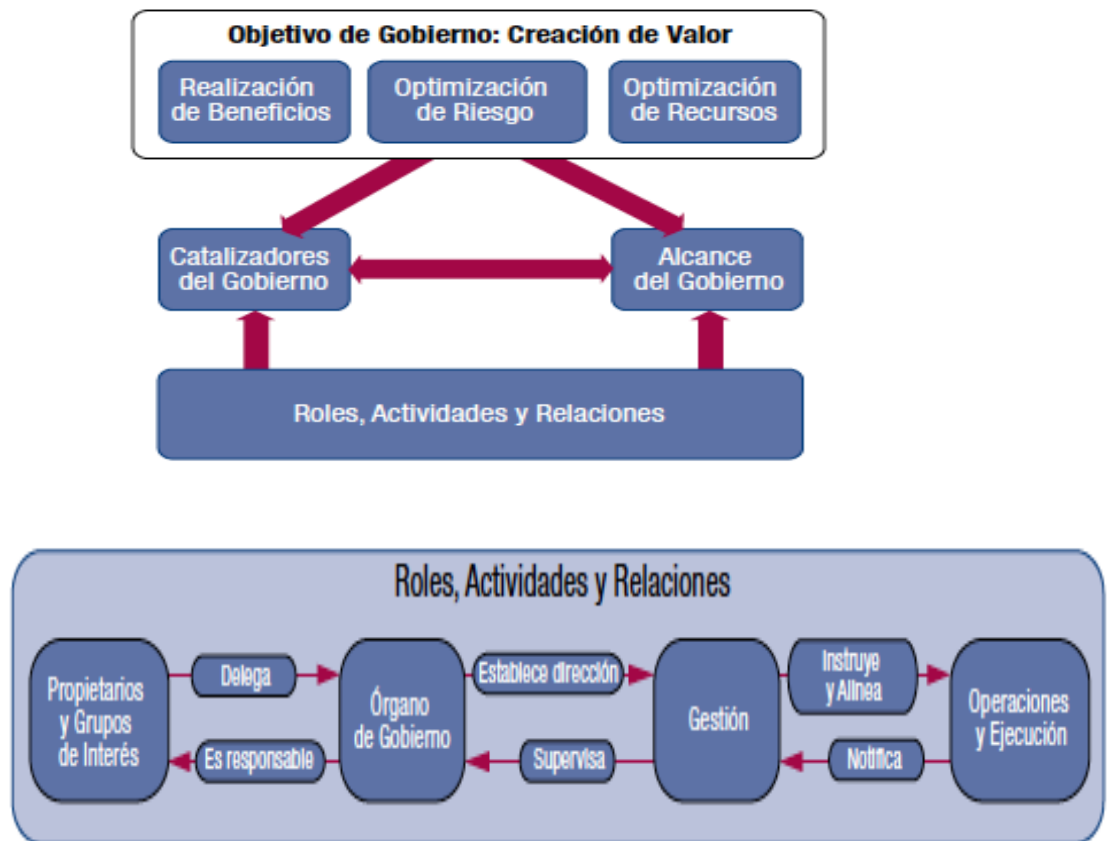 Objetivo de Gobierno: Creación de Valor
Realización
de Beneficios
Optimización
de Riesgo
Optimización
de Recursos
Catalizadores
del Gobierno
Alcance
del Gobierno
Roles, Actividades y Relaciones
Roles, Actividades y Relaciones
Propietarios
y Grupos
de Interés
Delega
Es responsable
Órgano
de Gobierno
Establece dirección
Supervisa
Gestión
Instruye
y Alinea
Notifica
Operaciones
y Ejecución